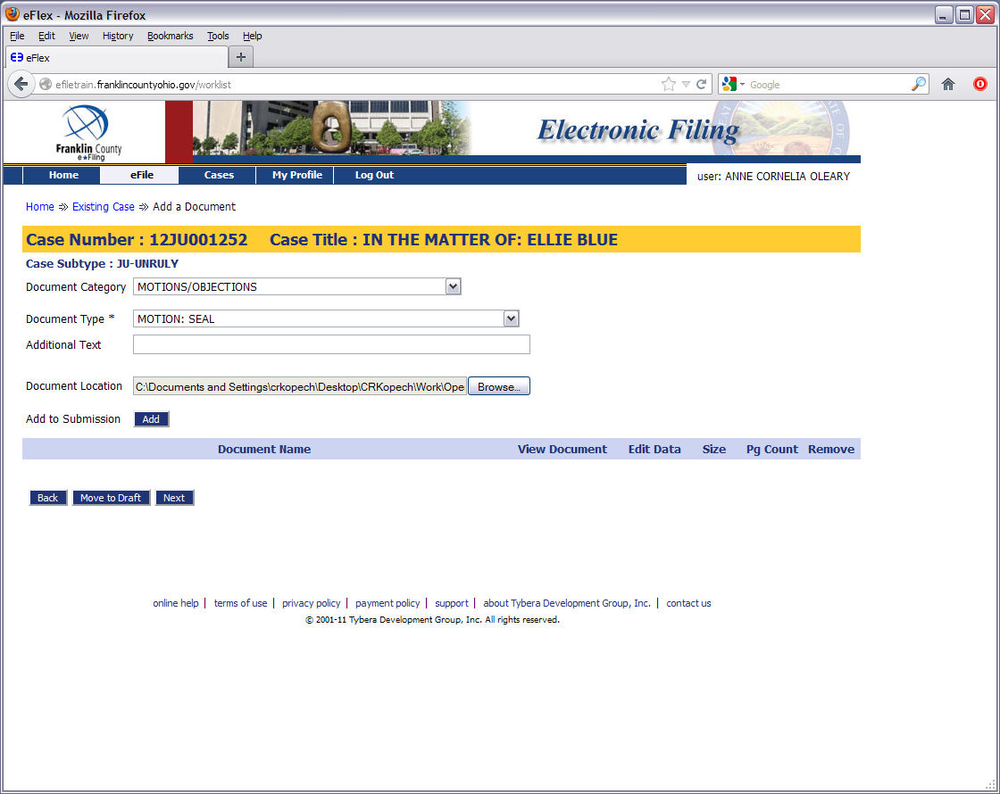 eFlex - Mozilla Firefox
File Edit View History Bookmarks Tools Help
eFlex
efiletrain.franklincountyohio.gov/worklist
Google
Franklin County
e★Filing
Electronic Filing
Home eFile Cases My Profile Log Out
user: ANNE CORNELIA OLEARY
Home ⇒ Existing Case ⇒ Add a Document
Case Number : 12JU001252 Case Title : IN THE MATTER OF: ELLIE BLUE
Case Subtype : JU-UNRULY
Document Category MOTIONS/OBJECTIONS
Document Type * MOTION: SEAL
Additional Text
Document Location C:\Documents and Settings\crkopech\Desktop\CRKopech\Work\Ope Browse...
Add to Submission Add
Document Name View Document Edit Data Size Pg Count Remove
Back Move to Draft Next
online help | terms of use | privacy policy | payment policy | support | about Tybera Development Group, Inc. | contact us
© 2001-11 Tybera Development Group, Inc. All rights reserved.